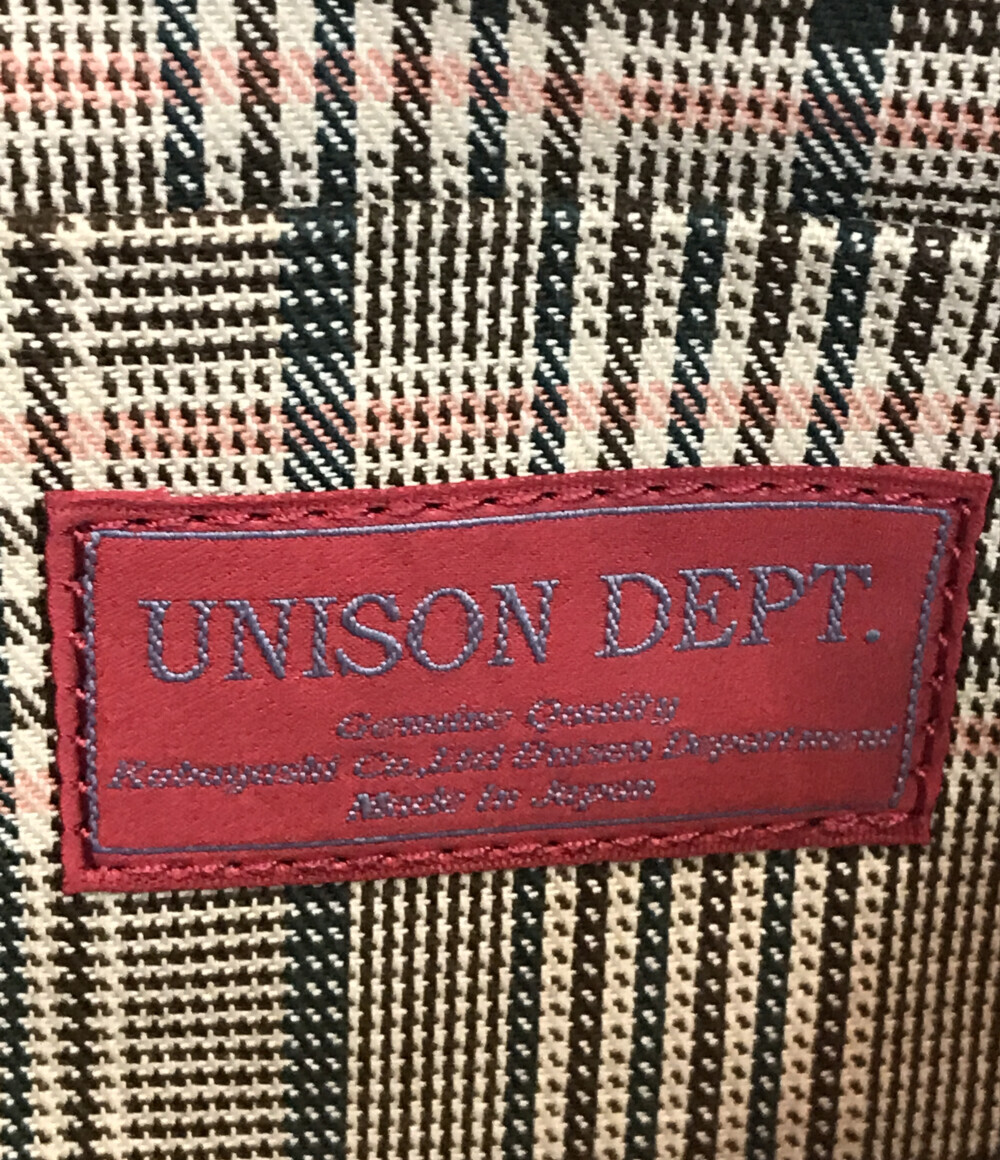 UNISON DEPT.
Genuine Quality
Kobayashi Co.,Ltd Unison Department
Made in Japan